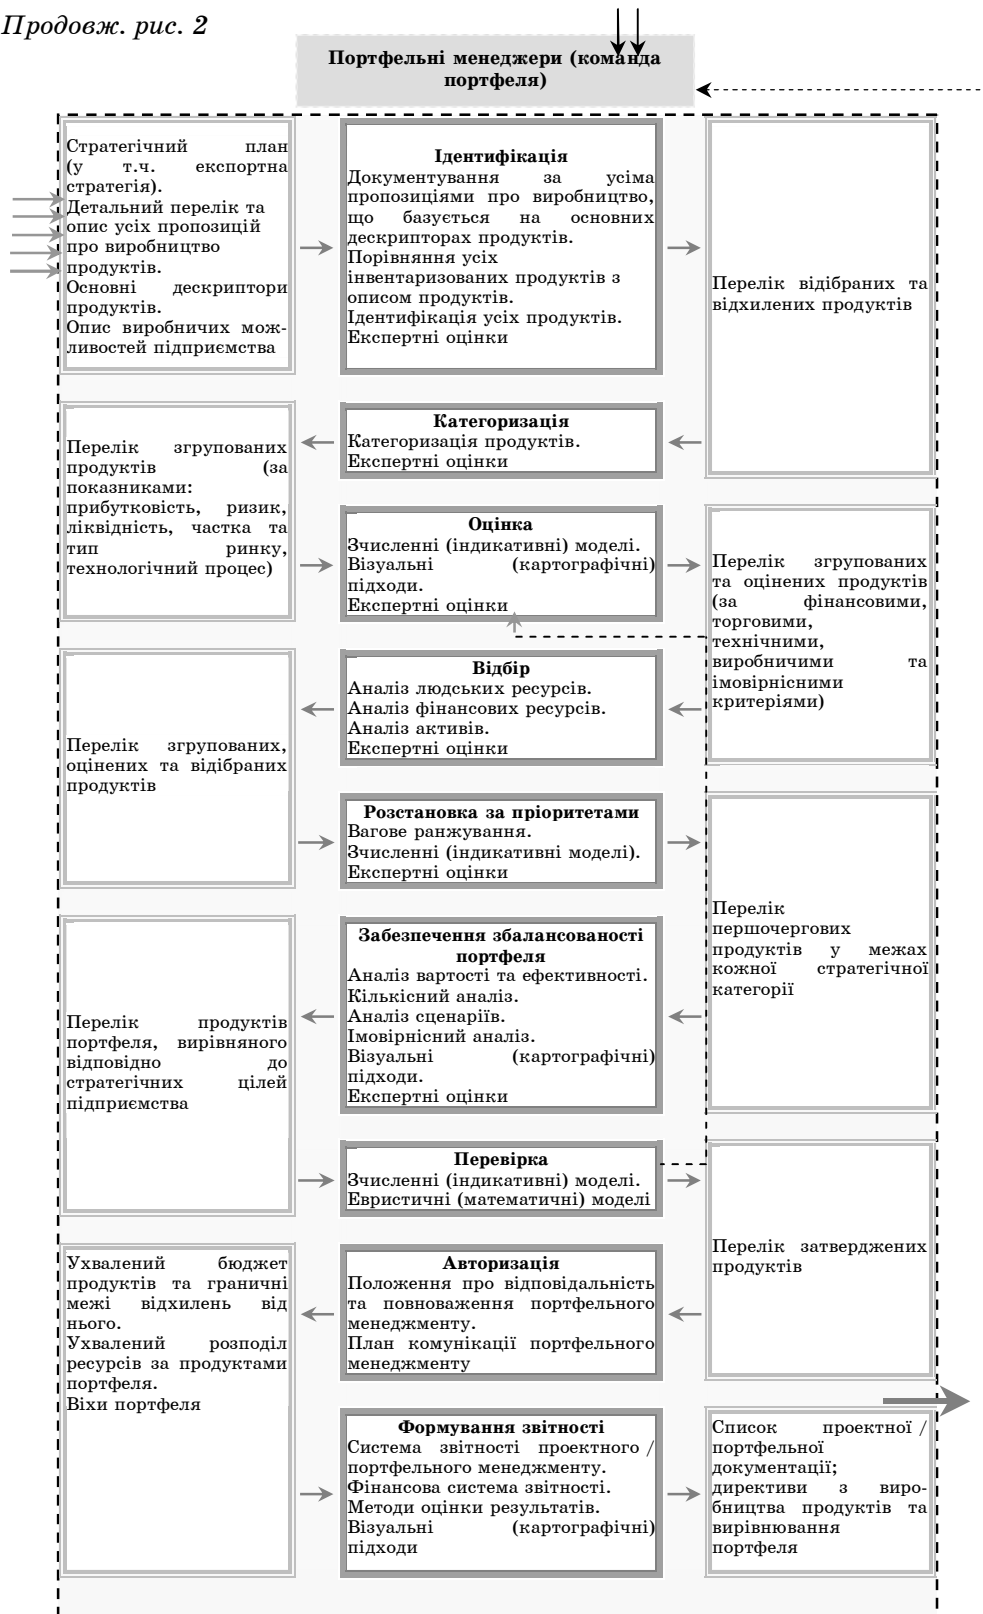 Продовж. рис. 2
Портфельні менеджери (команда
портфеля)
Стратегічний план
(у т.ч. експортна
стратегія).
Детальний перелік та
опис усіх пропозицій
про виробництво
продуктів.
Основні дескриптори
продуктів.
Опис виробничих мож-
ливостей підприємства
Ідентифікація
Документування за усіма
пропозиціями про виробництво,
що базується на основних
дескрипторах продуктів.
Порівняння усіх
інвентаризованих продуктів з
описом продуктів.
Ідентифікація усіх продуктів.
Експертні оцінки
Перелік відібраних та
відхилених продуктів
Категоризація
Категоризація продуктів.
Експертні оцінки
Перелік згрупованих
продуктів (за
показниками:
прибутковість, ризик,
ліквідність, частка та
тип ринку,
технологічний процес)
Оцінка
Зчисленні (індикативні) моделі.
Візуальні (картографічні)
підходи.
Експертні оцінки
Перелік згрупованих
та оцінених продуктів
(за фінансовими,
торговими,
технічними,
виробничими та
імовірнісними
критеріями)
Відбір
Аналіз людських ресурсів.
Аналіз фінансових ресурсів.
Аналіз активів.
Експертні оцінки
Перелік згрупованих,
оцінених та відібраних
продуктів
Розстановка за пріоритетами
Вагове ранжування.
Зчисленні (індикативні моделі).
Експертні оцінки
Перелік
першочергових
продуктів у межах
кожної стратегічної
категорії
Забезпечення збалансованості
портфеля
Аналіз вартості та ефективності.
Кількісний аналіз.
Аналіз сценаріїв.
Імовірнісний аналіз.
Візуальні (картографічні)
підходи.
Експертні оцінки
Перелік продуктів
портфеля, вирівняного
відповідно до
стратегічних цілей
підприємства
Перевірка
Зчисленні (індикативні) моделі.
Евристичні (математичні) моделі
Перелік затверджених
продуктів
Авторизація
Положення про відповідальність
та повноваження портфельного
менеджменту.
План комунікації портфельного
менеджменту
Ухвалений бюджет
продуктів та граничні
межі відхилень від
нього.
Ухвалений розподіл
ресурсів за продуктами
портфеля.
Віхи портфеля
Формування звітності
Система звітності проектного /
портфельного менеджменту.
Фінансова система звітності.
Методи оцінки результатів.
Візуальні (картографічні)
підходи
Список проектної /
портфельної
документації;
директиви з виро-
бництва продуктів та
вирівнювання
портфеля